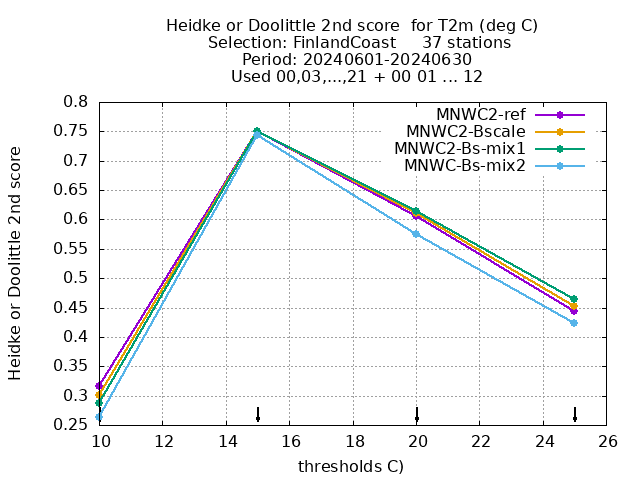 Heidke or Doolittle 2nd score  for T2m (deg C)
Selection: FinlandCoast     37 stations
Period: 20240601-20240630
Used 00,03,...,21 + 00 01 ... 12
Heidke or Doolittle 2nd score
0.8
0.75
0.7
0.65
0.6
0.55
0.5
0.45
0.4
0.35
0.3
0.25
MNWC2-ref
MNWC2-Bscale
MNWC2-Bs-mix1
MNWC-Bs-mix2
10 12 14 16 18 20 22 24 26
thresholds C)